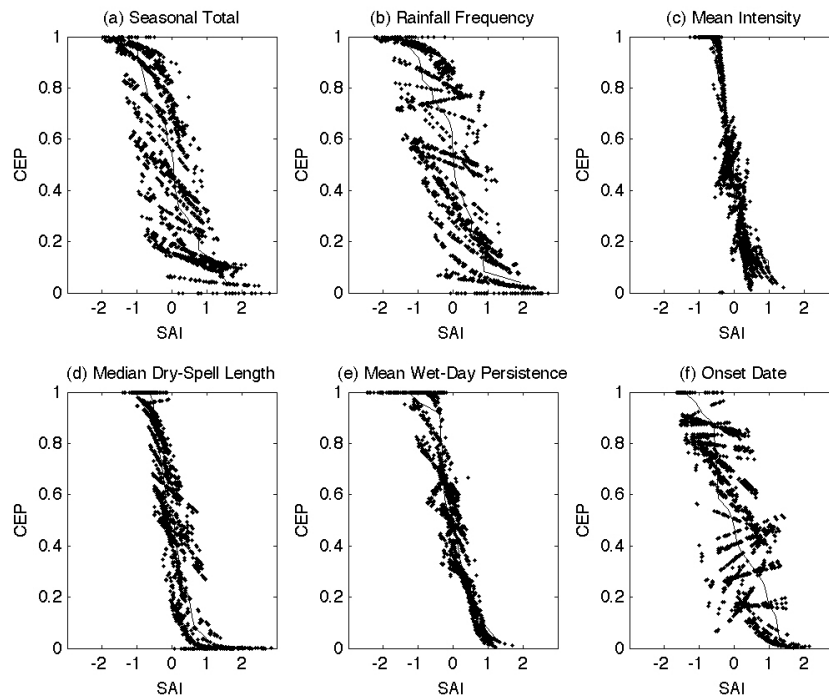 (a) Seasonal Total
(b) Rainfall Frequency
(c) Mean Intensity
1
0.8
0.6
0.4
0.2
0
CEP
-2 -1 0 1 2
SAI
1
0.8
0.6
0.4
0.2
0
CEP
-2 -1 0 1 2
SAI
1
0.8
0.6
0.4
0.2
0
CEP
-2 -1 0 1 2
SAI
(d) Median Dry-Spell Length
(e) Mean Wet-Day Persistence
(f) Onset Date
1
0.8
0.6
0.4
0.2
0
CEP
-2 -1 0 1 2
SAI
1
0.8
0.6
0.4
0.2
0
CEP
-2 -1 0 1 2
SAI
1
0.8
0.6
0.4
0.2
0
CEP
-2 -1 0 1 2
SAI